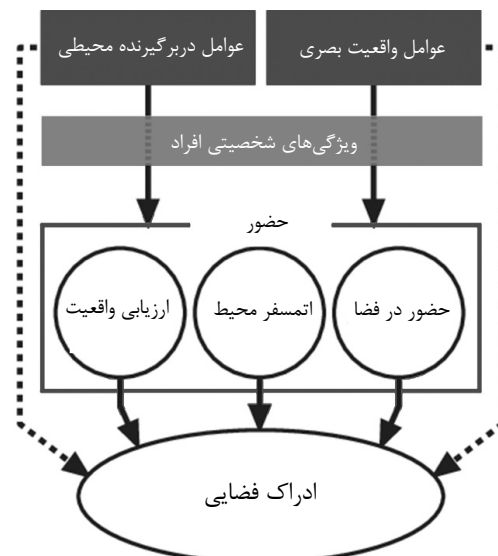 عوامل واقعیت بصری
عوامل دربرگیرنده محیطی
ویژگی‌های شخصیتی افراد
حضور
حضور در فضا
اتمسفر محیط
ارزیابی واقعیت
ادراک فضایی